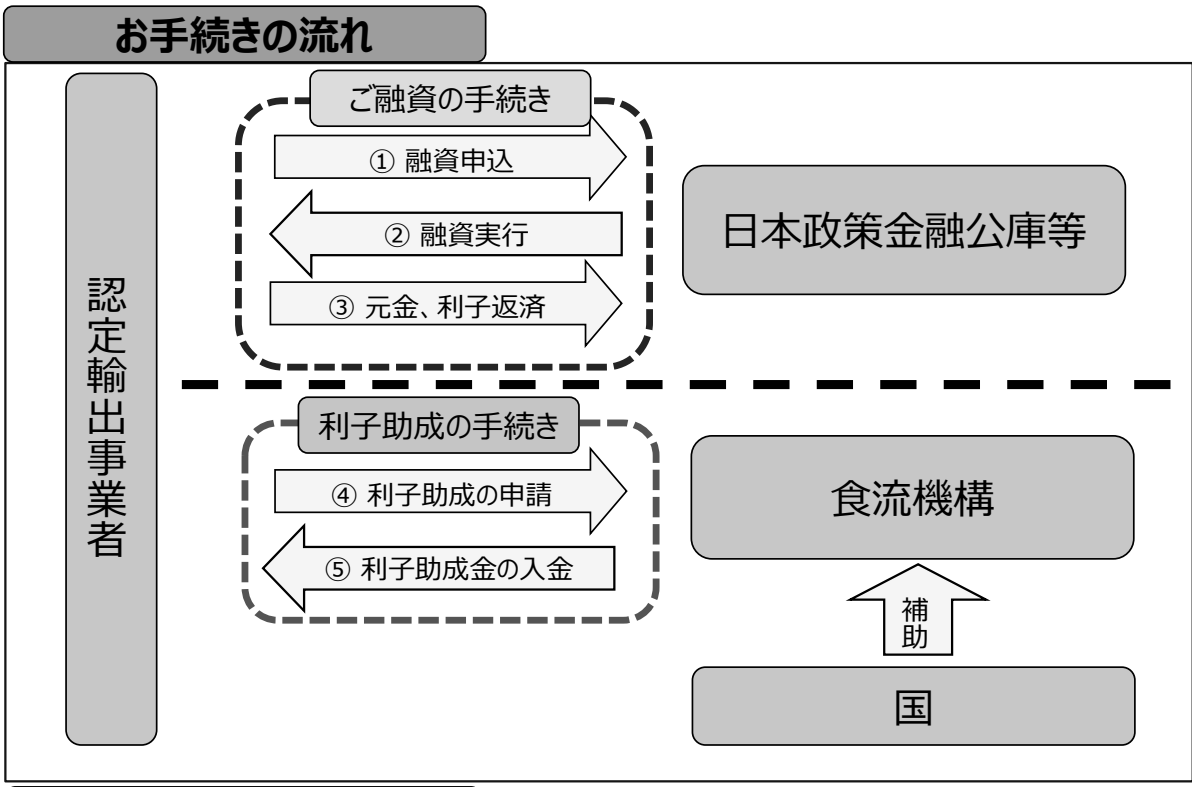 お手続きの流れ
認定輸出事業者
ご融資の手続き
① 融資申込
② 融資実行
③ 元金、利子返済
日本政策金融公庫等
利子助成の手続き
④ 利子助成の申請
⑤ 利子助成金の入金
食流機構
補助
国